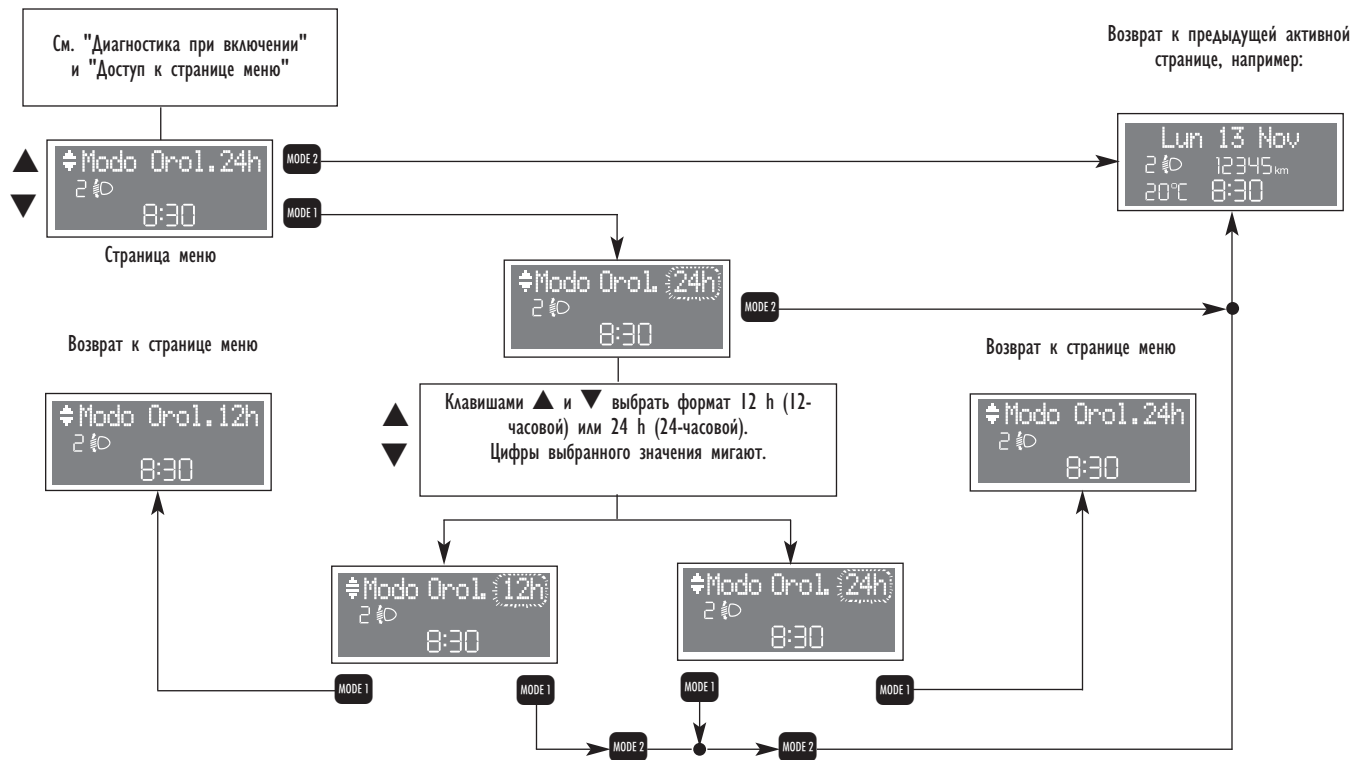 См. "Диагностика при включении"
и "Доступ к странице меню"
Возврат к предыдущей активной
странице, например:
Modo Orol.24h
2
8:30
MODE 2
MODE 1
Lun 13 Nov
2 12345 km
20°C 8:30
Страница меню
Modo Orol. 24h
2
8:30
MODE 2
Возврат к странице меню
Возврат к странице меню
Modo Orol.12h
2
8:30
Клавишами ▲ и ▼ выбрать формат 12 h (12-
часовой) или 24 h (24-часовой).
Цифры выбранного значения мигают.
Modo Orol.24h
2
8:30
Modo Orol. 12h
2
8:30
Modo Orol. 24h
2
8:30
MODE 1
MODE 1
MODE 1
MODE 1
MODE 2
MODE 2